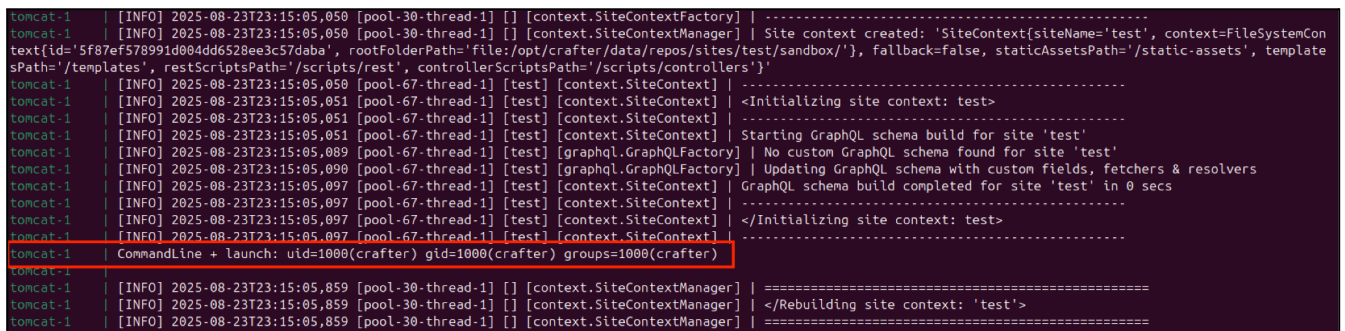 tomcat-1 | [INFO] 2025-08-23T23:15:05,050 [pool-30-thread-1] [] [context.SiteContextFactory] | --------------------------------------------------
tomcat-1 | [INFO] 2025-08-23T23:15:05,050 [pool-30-thread-1] [] [context.SiteContextManager] | Site context created: 'SiteContext{siteName='test', context=FileSystemCon
text{id='5f87ef578991d004dd6528ee3c57daba', rootFolderPath='file:/opt/crafter/data/repos/sites/test/sandbox/'}, fallback=false, staticAssetsPath='/static-assets', template
sPath='/templates', restScriptsPath='/scripts/rest', controllerScriptsPath='/scripts/controllers'}'
tomcat-1 | [INFO] 2025-08-23T23:15:05,050 [pool-67-thread-1] [test] [context.SiteContext] | --------------------------------------------------
tomcat-1 | [INFO] 2025-08-23T23:15:05,051 [pool-67-thread-1] [test] [context.SiteContext] | <Initializing site context: test>
tomcat-1 | [INFO] 2025-08-23T23:15:05,051 [pool-67-thread-1] [test] [context.SiteContext] | --------------------------------------------------
tomcat-1 | [INFO] 2025-08-23T23:15:05,051 [pool-67-thread-1] [test] [context.SiteContext] | Starting GraphQL schema build for site 'test'
tomcat-1 | [INFO] 2025-08-23T23:15:05,089 [pool-67-thread-1] [test] [graphql.GraphQLFactory] | No custom GraphQL schema found for site 'test'
tomcat-1 | [INFO] 2025-08-23T23:15:05,090 [pool-67-thread-1] [test] [graphql.GraphQLFactory] | Updating GraphQL schema with custom fields, fetchers & resolvers
tomcat-1 | [INFO] 2025-08-23T23:15:05,097 [pool-67-thread-1] [test] [context.SiteContext] | GraphQL schema build completed for site 'test' in 0 secs
tomcat-1 | [INFO] 2025-08-23T23:15:05,097 [pool-67-thread-1] [test] [context.SiteContext] | --------------------------------------------------
tomcat-1 | [INFO] 2025-08-23T23:15:05,097 [pool-67-thread-1] [test] [context.SiteContext] | </Initializing site context: test>
tomcat-1 | [INFO] 2025-08-23T23:15:05,097 [pool-67-thread-1] [test] [context.SiteContext] | --------------------------------------------------
tomcat-1 | CommandLine + launch: uid=1000(crafter) gid=1000(crafter) groups=1000(crafter)
tomcat-1 |
tomcat-1 | [INFO] 2025-08-23T23:15:05,859 [pool-30-thread-1] [] [context.SiteContextManager] | ==================================================
tomcat-1 | [INFO] 2025-08-23T23:15:05,859 [pool-30-thread-1] [] [context.SiteContextManager] | </Rebuilding site context: 'test'>
tomcat-1 | [INFO] 2025-08-23T23:15:05,859 [pool-30-thread-1] [] [context.SiteContextManager] | ==================================================